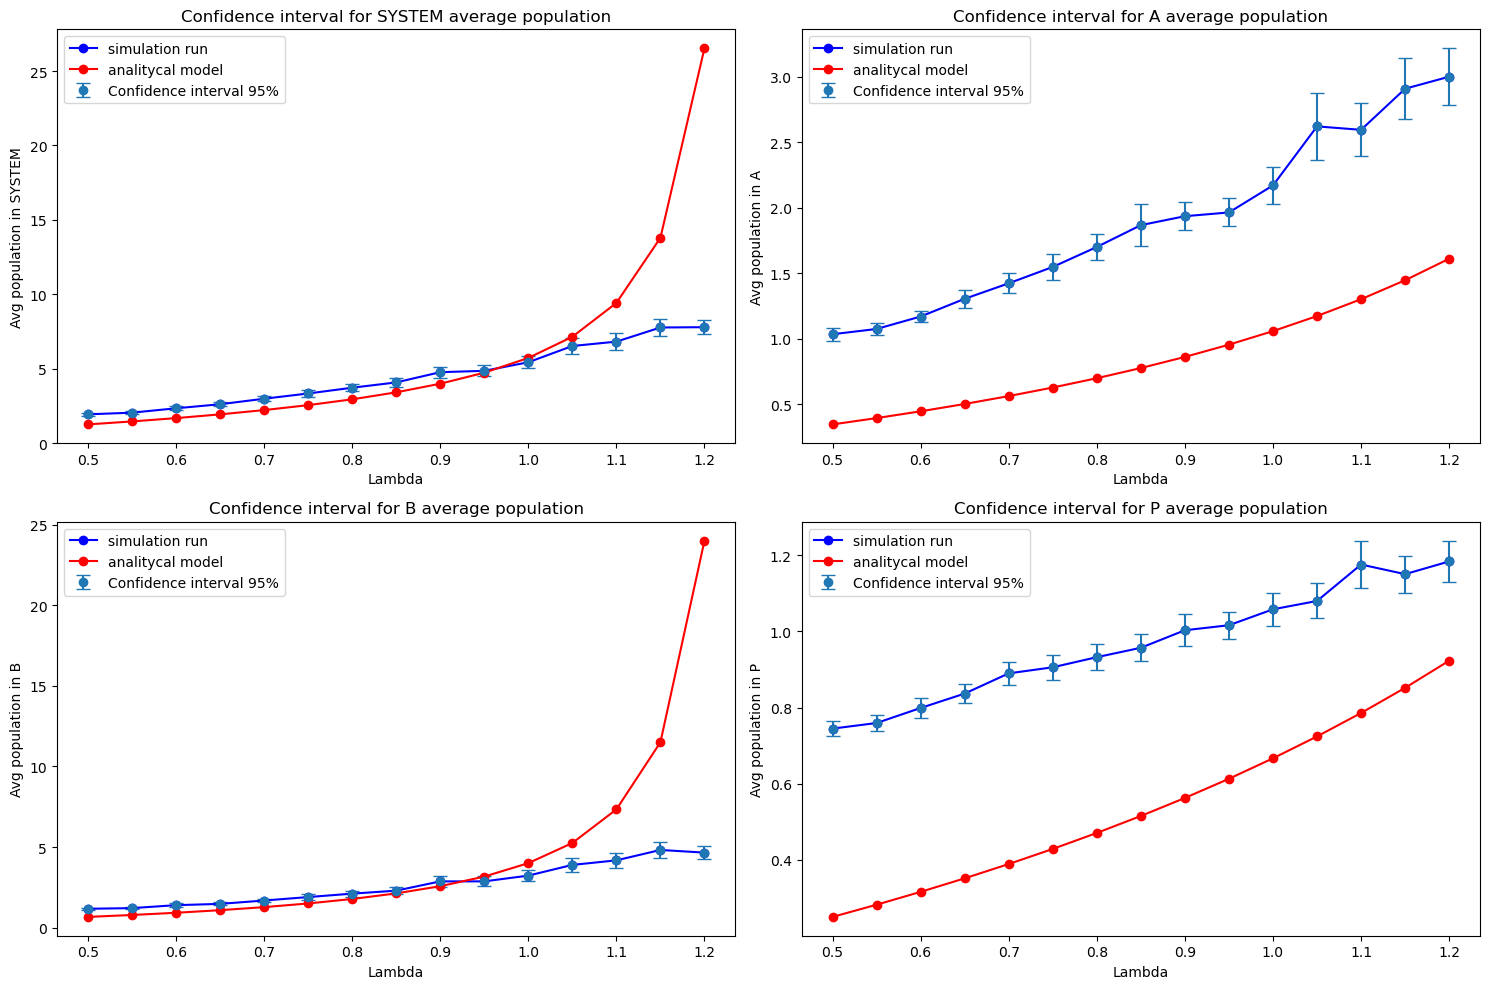 Confidence interval for SYSTEM average population
simulation run
analitycal model
Confidence interval 95%
Avg population in SYSTEM
25
20
15
10
5
0
0.5 0.6 0.7 0.8 0.9 1.0 1.1 1.2
Lambda
Confidence interval for A average population
simulation run
analitycal model
Confidence interval 95%
Avg population in A
3.0
2.5
2.0
1.5
1.0
0.5
0.5 0.6 0.7 0.8 0.9 1.0 1.1 1.2
Lambda
Confidence interval for B average population
simulation run
analitycal model
Confidence interval 95%
Avg population in B
25
20
15
10
5
0
0.5 0.6 0.7 0.8 0.9 1.0 1.1 1.2
Lambda
Confidence interval for P average population
simulation run
analitycal model
Confidence interval 95%
Avg population in P
1.2
1.0
0.8
0.6
0.4
0.5 0.6 0.7 0.8 0.9 1.0 1.1 1.2
Lambda